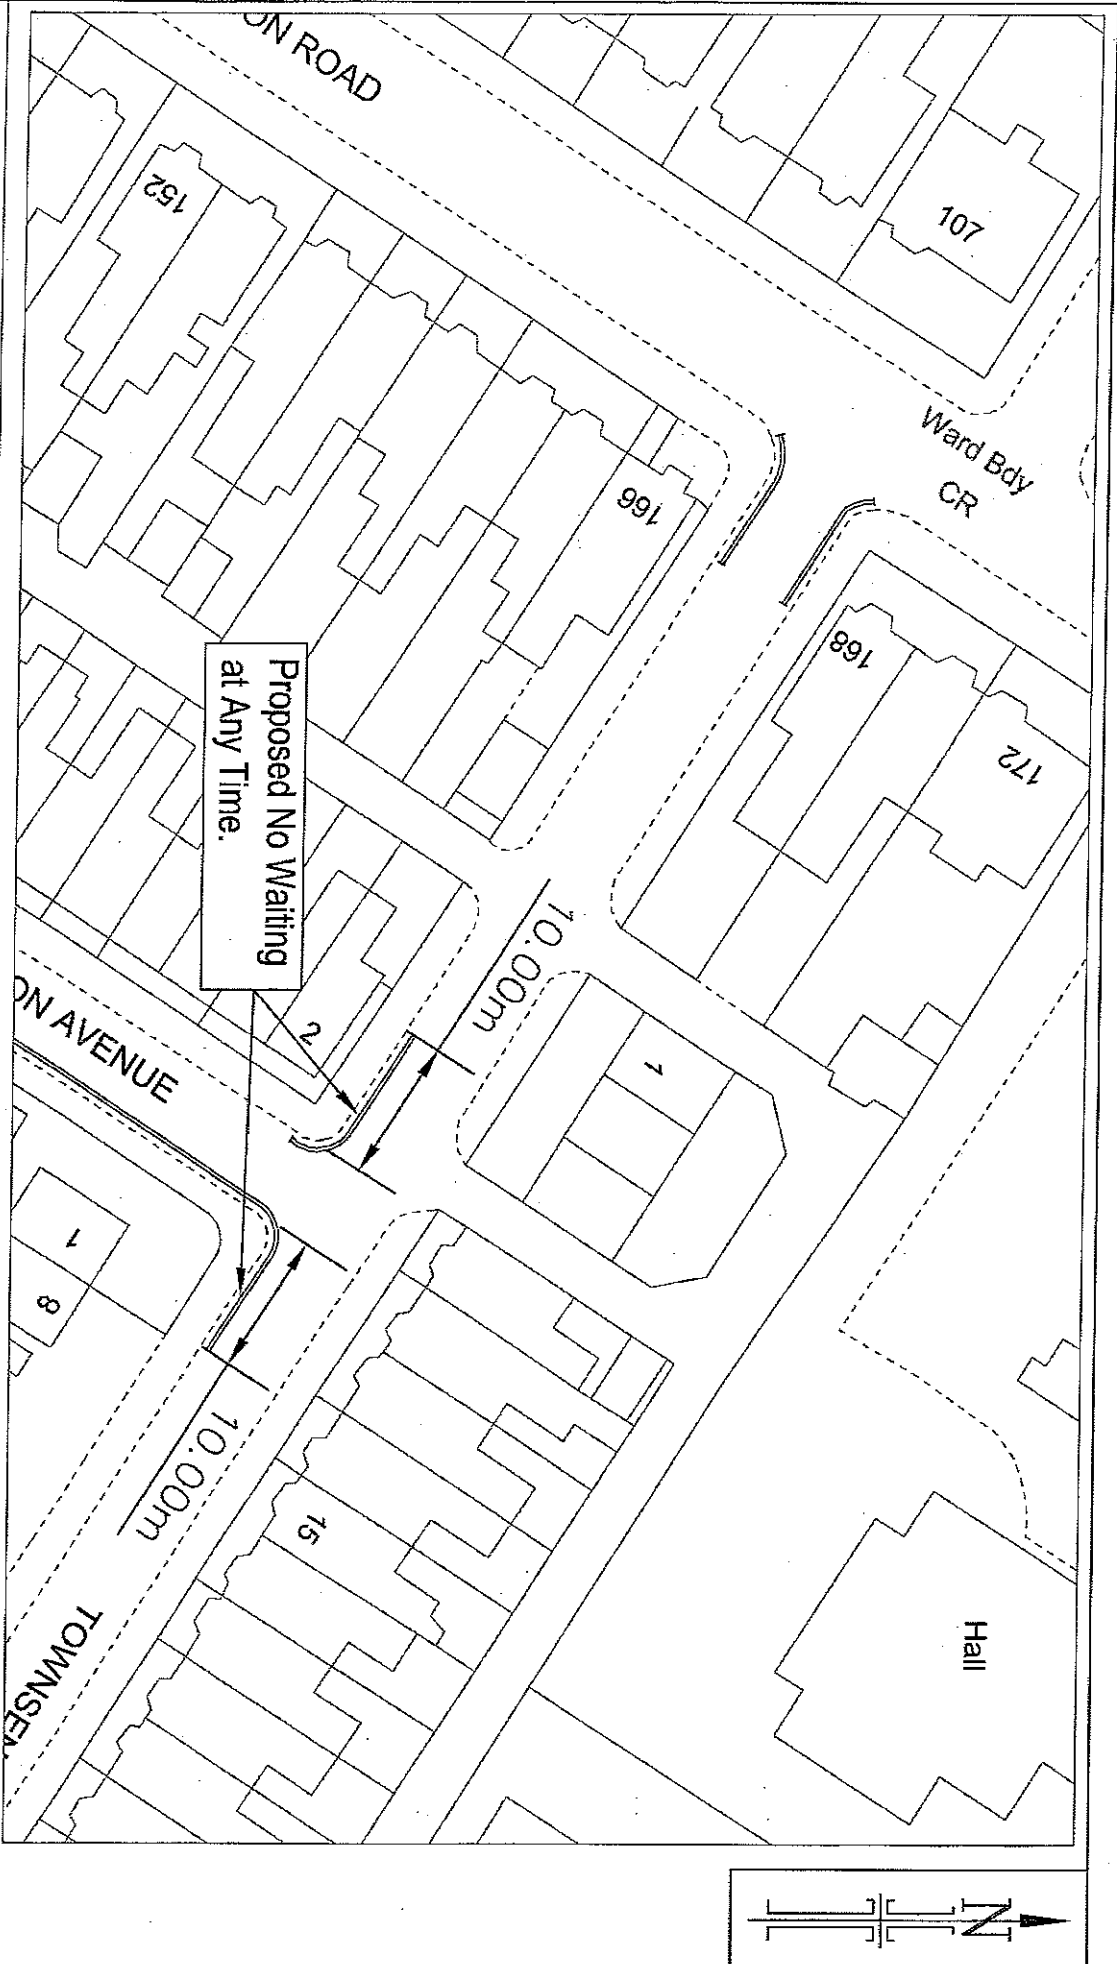 ON ROAD
107
152
Ward Bdy
CR
166
168
172
Proposed No Waiting
at Any Time.
10.00m
2
1
ON AVENUE
1
8
10.00m
15
TOWNSEN
Hall
N